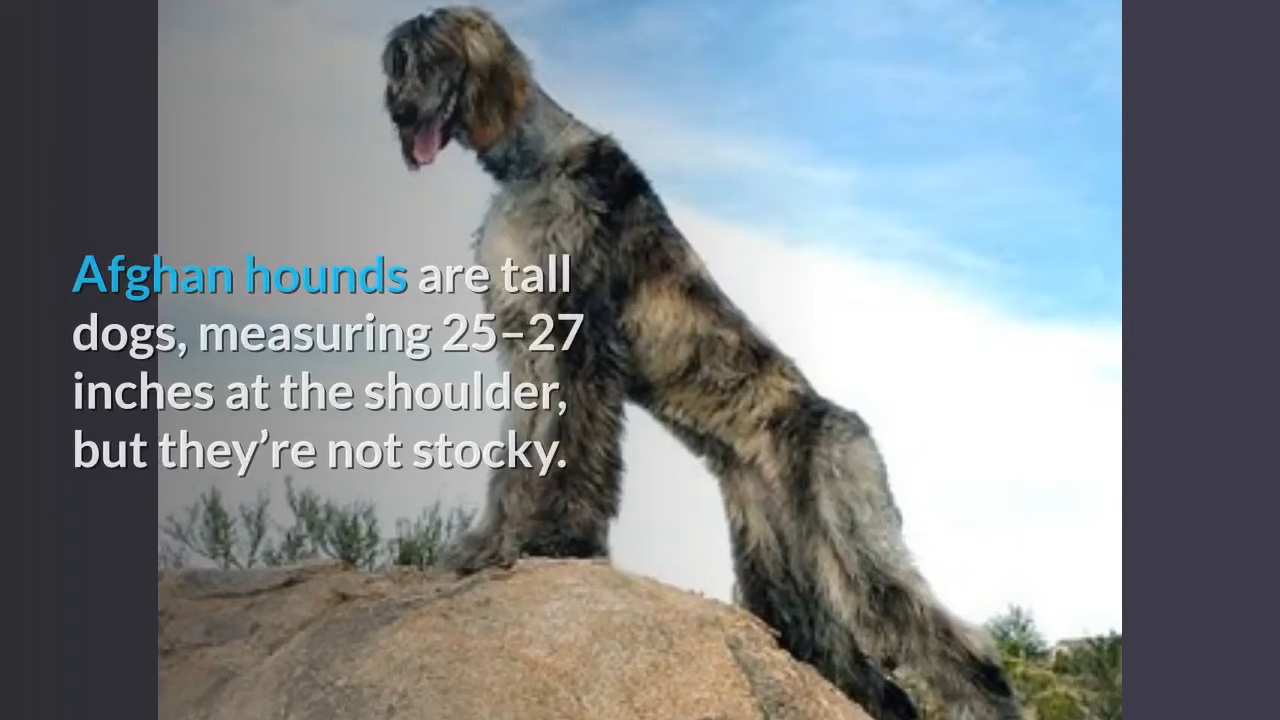 Afghan hounds are tall
dogs, measuring 25–27
inches at the shoulder,
but they’re not stocky.